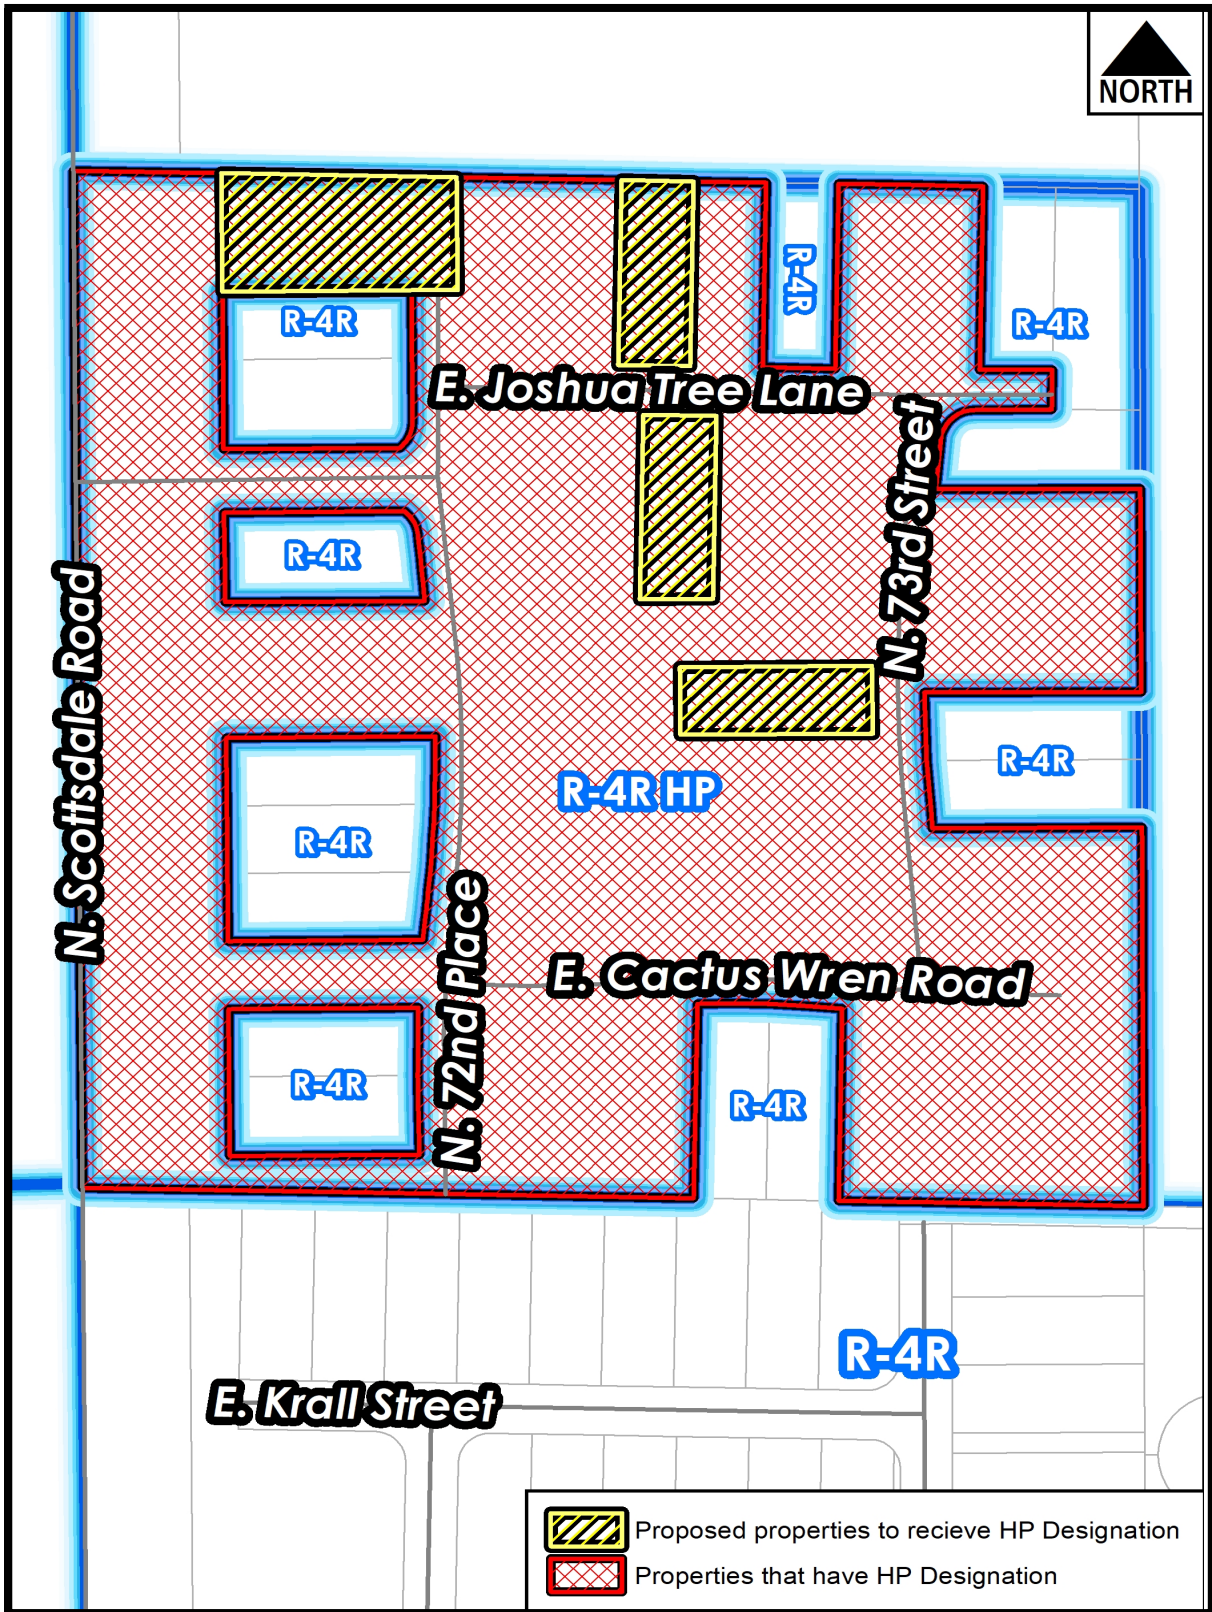 NORTH
R-4R
R-4R
R-4R
E. Joshua Tree Lane
N. 73rd Street
R-4R
N. Scottsdale Road
R-4R
R-4R HP
R-4R
N. 72nd Place
E. Cactus Wren Road
R-4R
R-4R
R-4R
E. Krall Street
Proposed properties to recieve HP Designation
Properties that have HP Designation